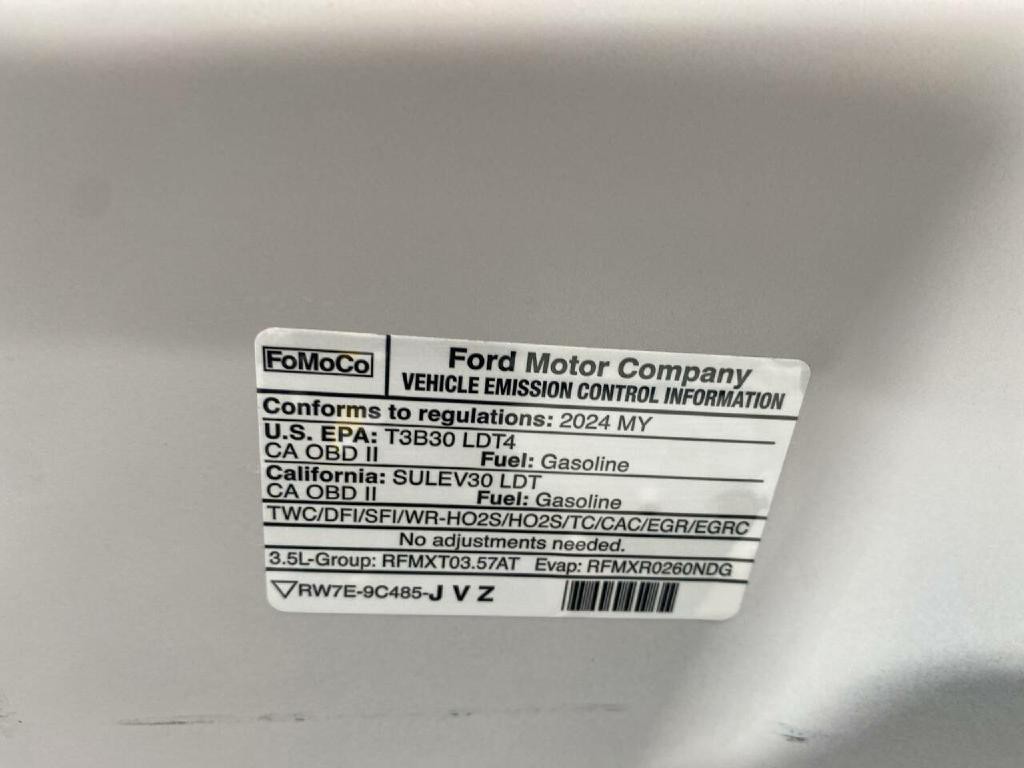 FoMoCo
Ford Motor Company
VEHICLE EMISSION CONTROL INFORMATION
Conforms to regulations: 2024 MY
U.S. EPA: T3B30 LDT4
CA OBD II Fuel: Gasoline
California: SULEV30 LDT
CA OBD II Fuel: Gasoline
TWC/DFI/SFI/WR-HO2S/HO2S/TC/CAC/EGR/EGRC
No adjustments needed.
3.5L-Group: RFMXT03.57AT Evap: RFMXR0260NDG
RW7E-9C485-J V Z